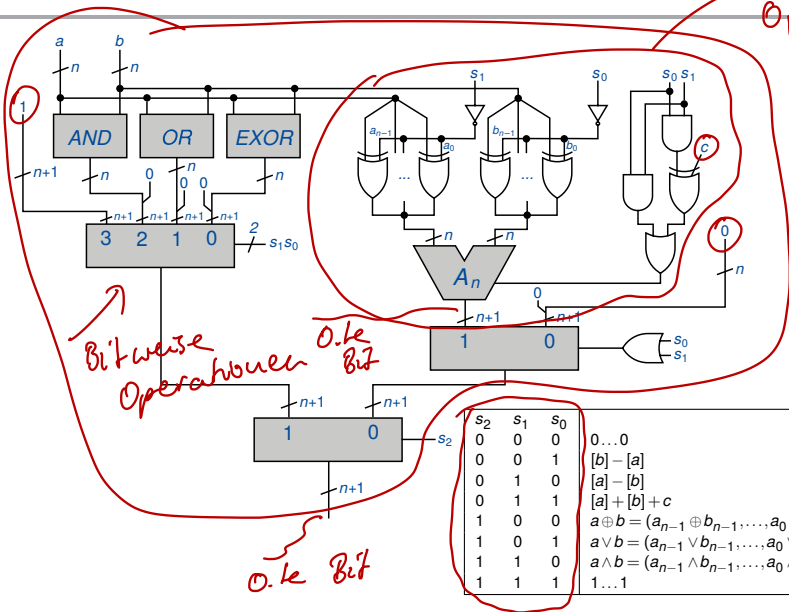 0
a b s₁ s₀ s₀ s₁
n n
1
AND OR EXOR
aₙ₋₁ a₀ bₙ₋₁ b₀ c
... ...
n+1 n 0 n 0 0 n
n+1 n+1 n+1 n+1
3 2 1 0 2 s₁s₀
n n 0
Aₙ n
0
n+1 n+1
Bitweise
Operationen
0.te
Bit
1 0 s₀
s₁
n+1 n+1
1 0 s₂
n+1
0.te Bit
s₂ s₁ s₀
0 0 0 0...0
0 0 1 [b]−[a]
0 1 0 [a]−[b]
0 1 1 [a]+[b]+c
1 0 0 a⊕b=(aₙ₋₁⊕bₙ₋₁,...,a₀
1 0 1 a∨b=(aₙ₋₁∨bₙ₋₁,...,a₀∨
1 1 0 a∧b=(aₙ₋₁∧bₙ₋₁,...,a₀∧
1 1 1 1...1